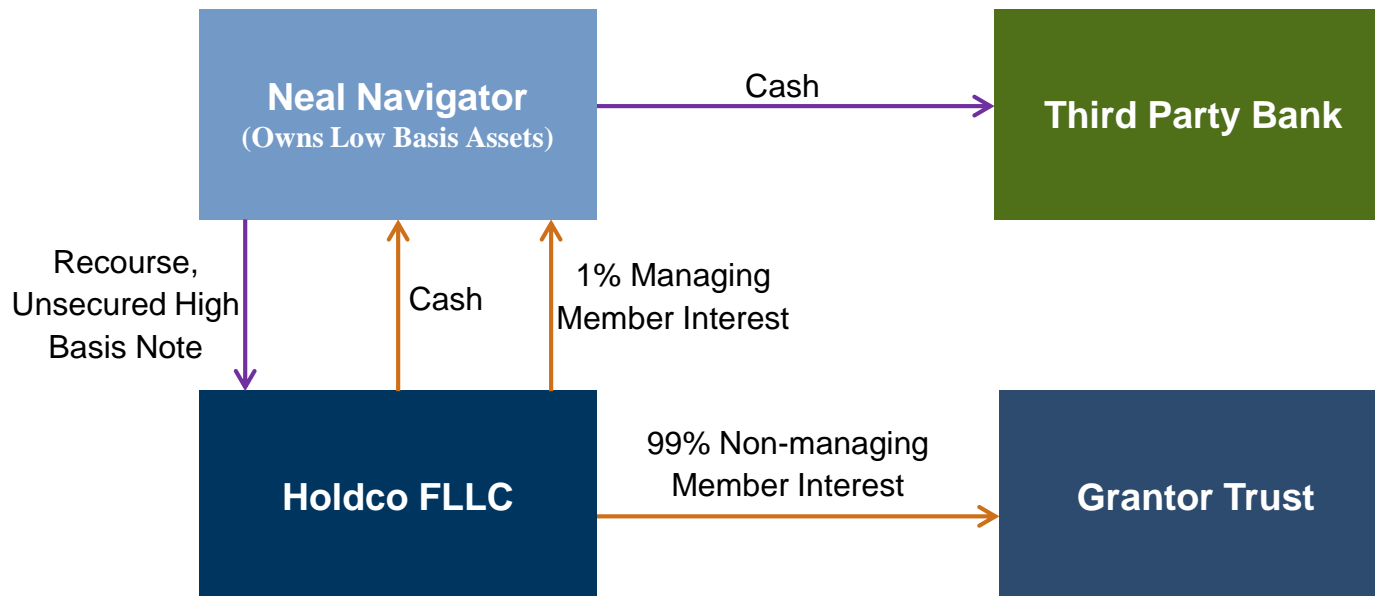 Neal Navigator
(Owns Low Basis Assets)
Cash
Third Party Bank
Recourse,
Unsecured High
Basis Note
Cash
1% Managing
Member Interest
Holdco FLLC
99% Non-managing
Member Interest
Grantor Trust